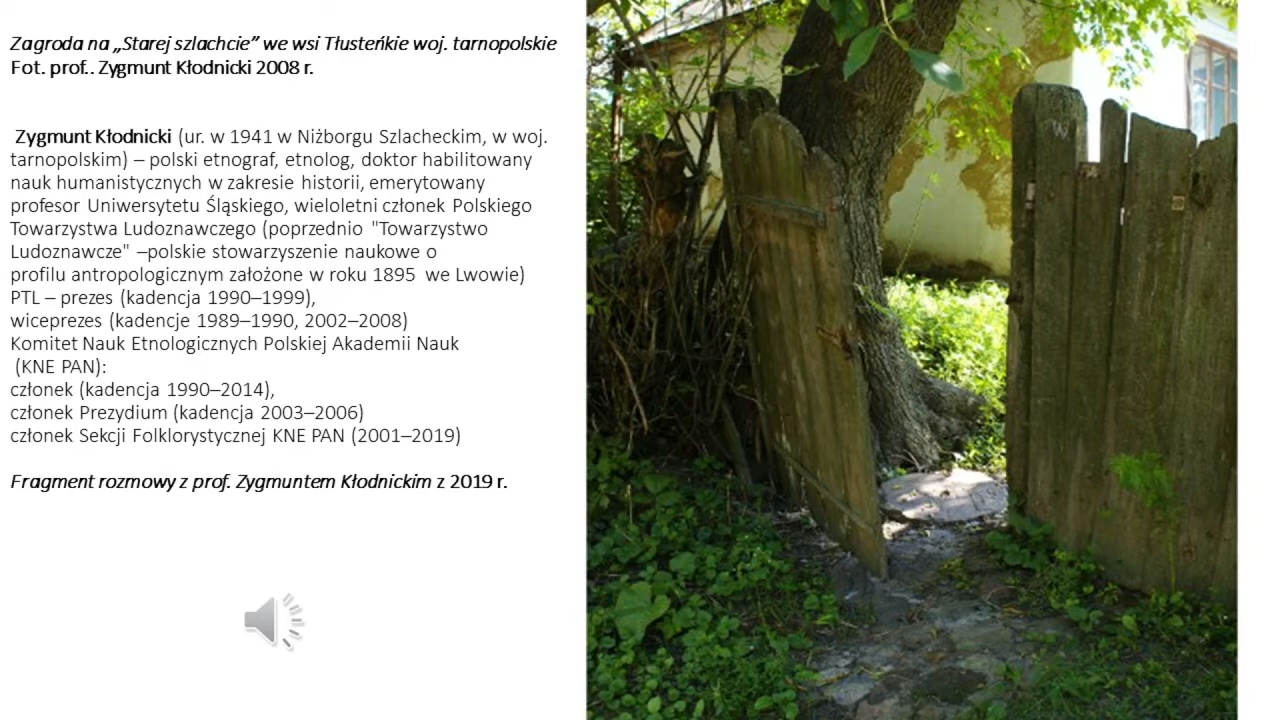 Zagroda na „Starej szlachcie” we wsi Tłusteńkie woj. tarnopolskie
Fot. prof.. Zygmunt Kłodnicki 2008 r.
Zygmunt Kłodnicki (ur. w 1941 w Niżborgu Szlacheckim, w woj.
tarnopolskim) – polski etnograf, etnolog, doktor habilitowany
nauk humanistycznych w zakresie historii, emerytowany
profesor Uniwersytetu Śląskiego, wieloletni członek Polskiego
Towarzystwa Ludoznawczego (poprzednio "Towarzystwo
Ludoznawcze" –polskie stowarzyszenie naukowe o
profilu antropologicznym założone w roku 1895 we Lwowie)
PTL – prezes (kadencja 1990–1999),
wiceprezes (kadencje 1989–1990, 2002–2008)
Komitet Nauk Etnologicznych Polskiej Akademii Nauk
(KNE PAN):
członek (kadencja 1990–2014),
członek Prezydium (kadencja 2003–2006)
członek Sekcji Folklorystycznej KNE PAN (2001–2019)
Fragment rozmowy z prof. Zygmuntem Kłodnickim z 2019 r.
W